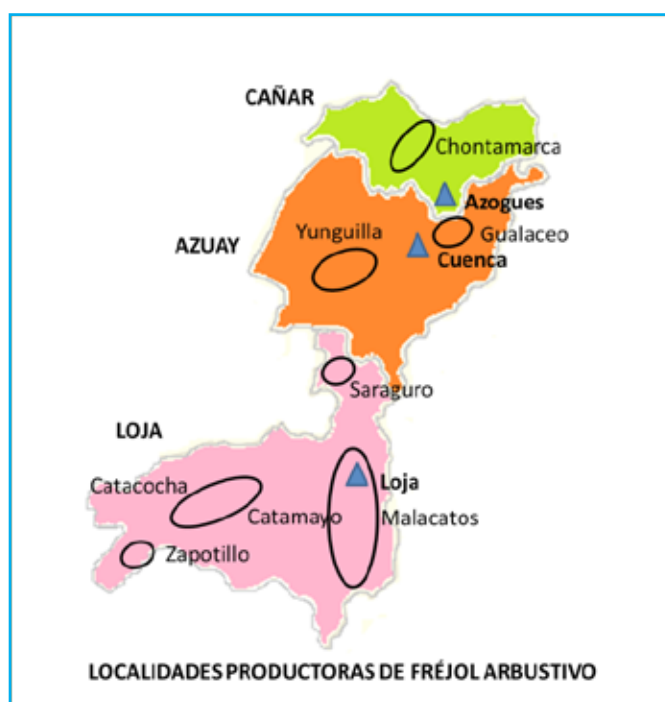 CAÑAR
Chontamarca
Azogues
Yunguilla
Gualaceo
AZUAY
Cuenca
Saraguro
LOJA
Catacocha
Loja
Catamayo
Malacatos
Zapotillo
LOCALIDADES PRODUCTORAS DE FRÉJOL ARBUSTIVO